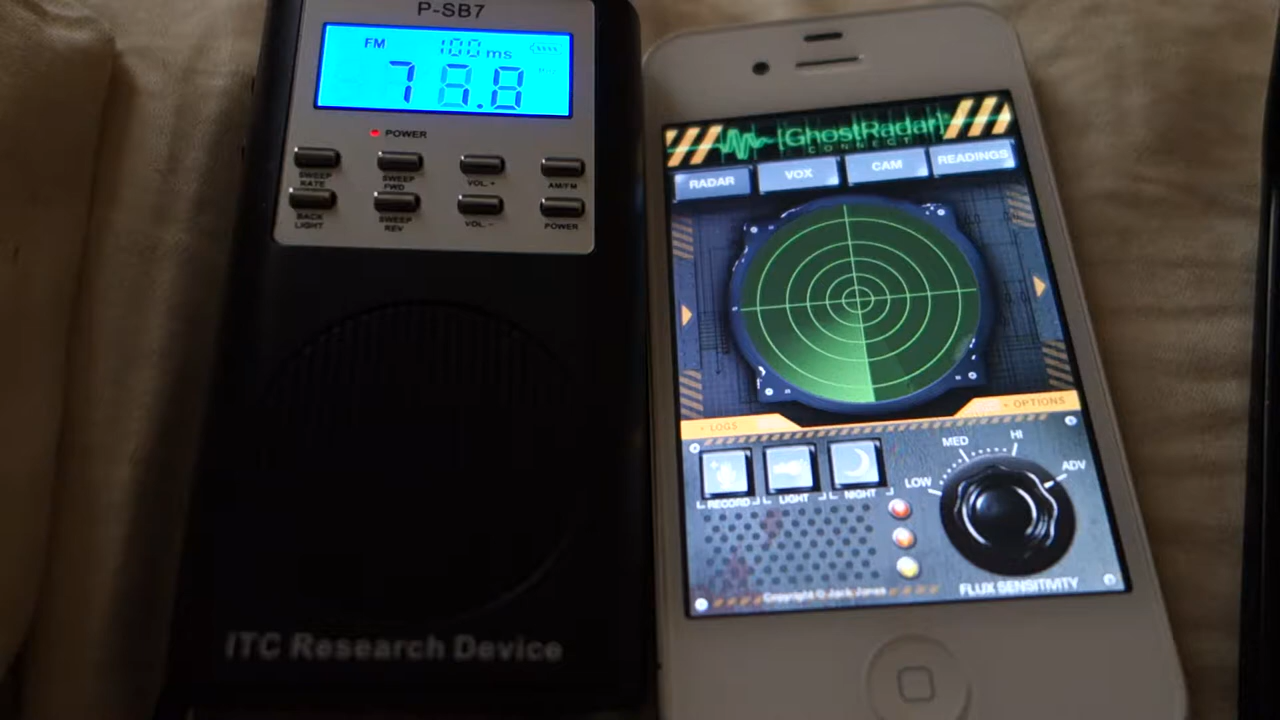 P-SB7
FM 100 ms
78.8
POWER
SWEEP RATE
SWEEP FWD
VOL. +
AM/FM
BACK LIGHT
SWEEP REV
VOL. -
POWER
ITC Research Device
GhostRadar
CONNECT
RADAR
VOX
CAM
READINGS
+ LOGS
+ OPTIONS
RECORD
LIGHT
NIGHT
LOW
MED
HI
ADV
FLUX SENSITIVITY
Copyright © Jack Jones